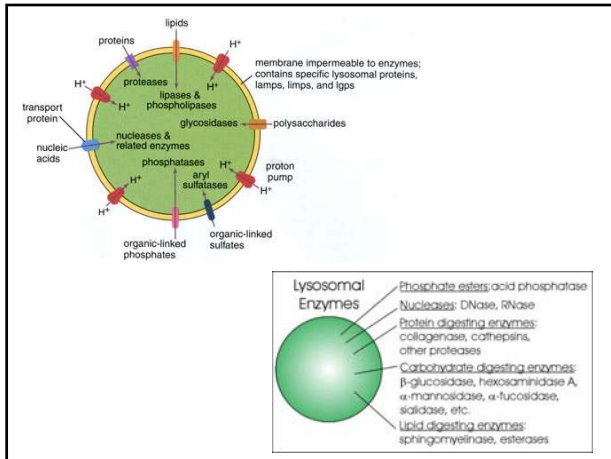 lipids
proteins
H+
H+
membrane impermeable to enzymes;
contains specific lysosomal proteins,
lamps, limps, and lgps
proteases
H+
H+
lipases &
phospholipases
H+
H+
transport
protein
glycosidases
polysaccharides
nucleases &
related enzymes
nucleic
acids
phosphatases
H+
proton
pump
aryl
sulfatases
H+
H+
H+
organic-linked
phosphates
organic-linked
sulfates
Lysosomal
Enzymes
Phosphate esters: acid phosphatase
Nucleases: DNase, RNase
Protein digesting enzymes:
collagenase, cathepsins,
other proteases
Carbohydrate digesting enzymes:
β-glucosidase, hexosaminidase A,
α-mannosidase, α-fucosidase,
sialidase, etc.
Lipid digesting enzymes:
sphingomyelinase, esterases